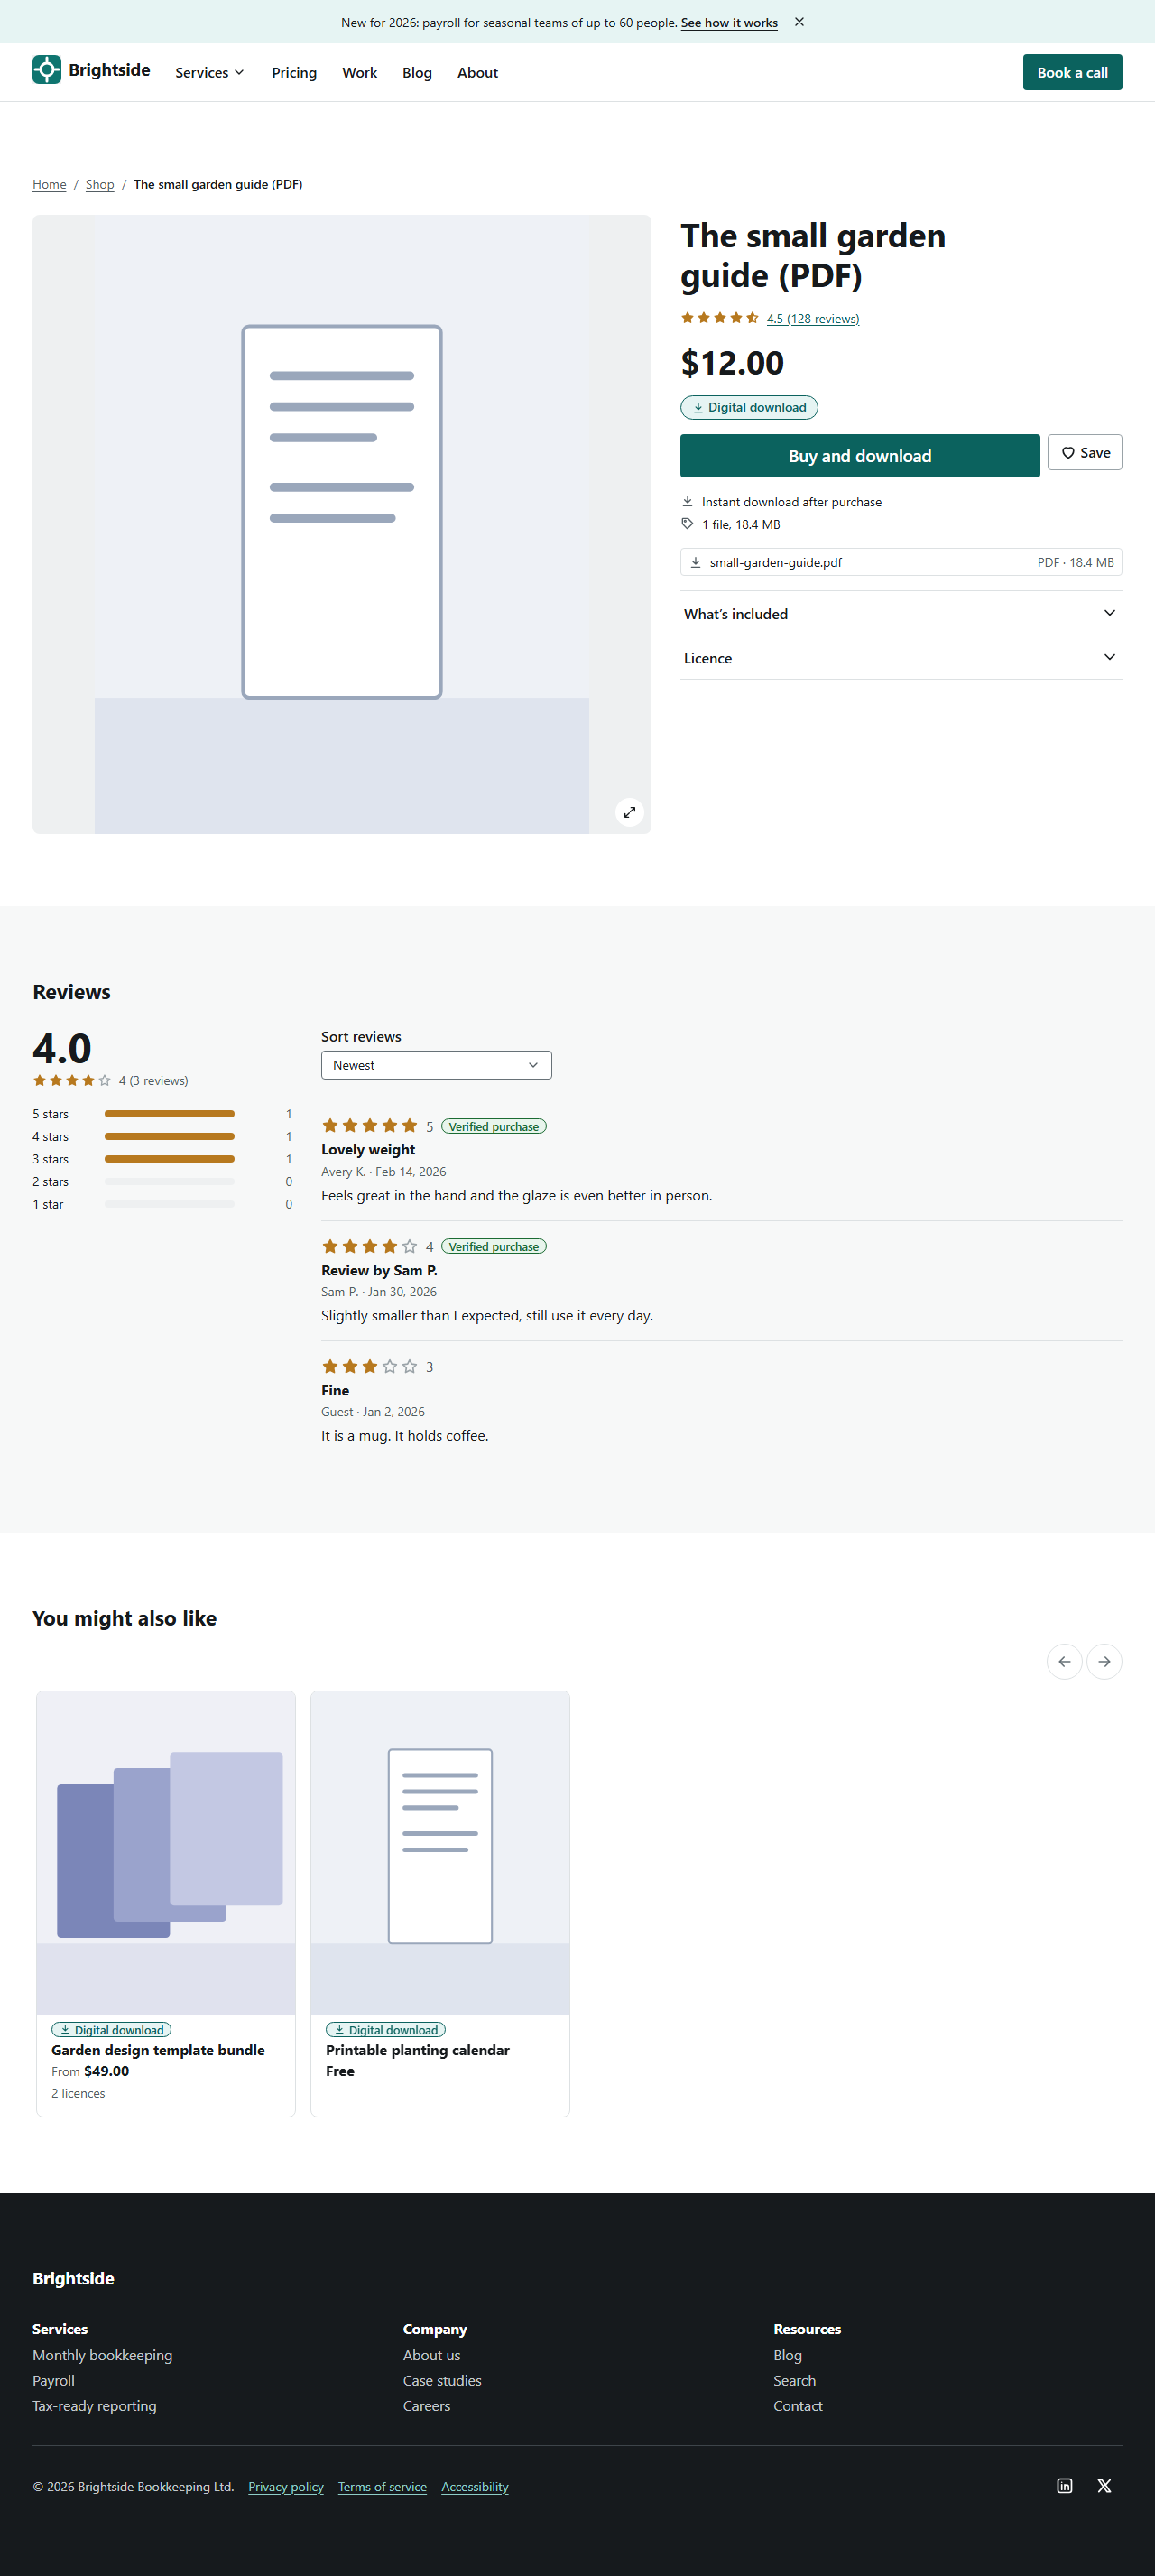 New for 2026: payroll for seasonal teams of up to 60 people. See how it works
Brightside
Services
Pricing
Work
Blog
About
Book a call
Home / Shop / The small garden guide (PDF)
The small garden
guide (PDF)
4.5 (128 reviews)
$12.00
Digital download
Buy and download
Save
Instant download after purchase
1 file, 18.4 MB
small-garden-guide.pdf
PDF · 18.4 MB
What's included
Licence
Reviews
4.0
4 (3 reviews)
5 stars 1
4 stars 1
3 stars 1
2 stars 0
1 star 0
Sort reviews
Newest
5 Verified purchase
Lovely weight
Avery K. · Feb 14, 2026
Feels great in the hand and the glaze is even better in person.
4 Verified purchase
Review by Sam P.
Sam P. · Jan 30, 2026
Slightly smaller than I expected, still use it every day.
3
Fine
Guest · Jan 2, 2026
It is a mug. It holds coffee.
You might also like
Digital download
Garden design template bundle
From $49.00
2 licences
Digital download
Printable planting calendar
Free
Brightside
Services
Monthly bookkeeping
Payroll
Tax-ready reporting
Company
About us
Case studies
Careers
Resources
Blog
Search
Contact
© 2026 Brightside Bookkeeping Ltd. Privacy policy Terms of service Accessibility